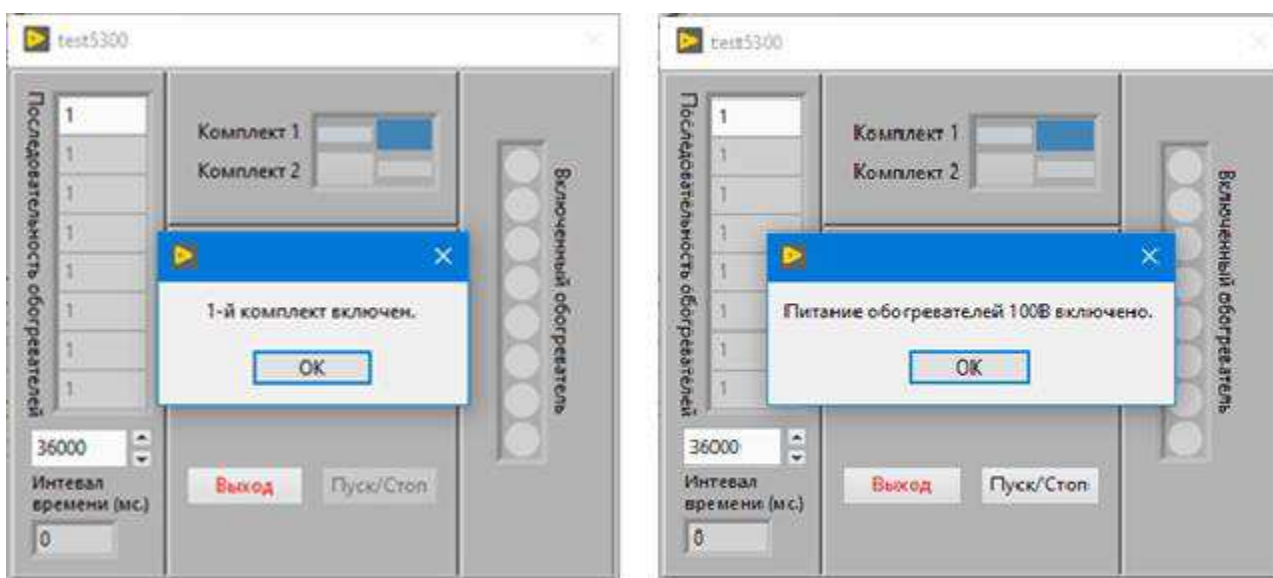 test5300
Последовательность обогревателей
1
1
1
1
1
1
1
1
Комплект 1
Комплект 2
Включенный обогреватель
1-й комплект включен.
OK
36000
Интевал
времени (мс.)
0
Выход
Пуск/Стоп
test5300
Последовательность обогревателей
1
1
1
1
1
1
1
1
Комплект 1
Комплект 2
Включенный обогреватель
Питание обогревателей 100В включено.
OK
36000
Интевал
времени (мс.)
0
Выход
Пуск/Стоп